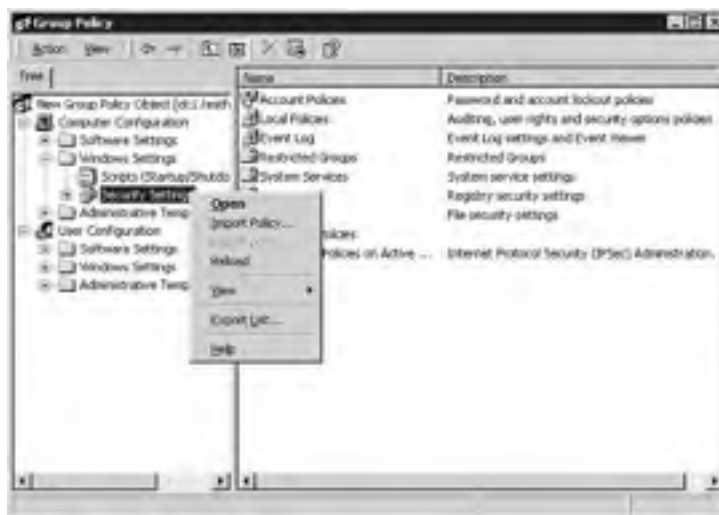 Group Policy
Action View
Tree
Name Description
New Group Policy Object [dc1.
Computer Configuration
Software Settings
Windows Settings
Scripts (Startup/Shutdo
Security Settings
Administrative Temp
User Configuration
Software Settings
Windows Settings
Administrative Temp
Account Policies Password and account lockout policies
Local Policies Auditing, user rights and security options policies
Event Log Event Log settings and Event Viewer
Restricted Groups Restricted Groups
System Services System service settings
Registry security settings
File security settings
Policies on Active ... Internet Protocol Security (IPSec) Administration.
Open
Import Policy...
Reload
View
Export List...
Help